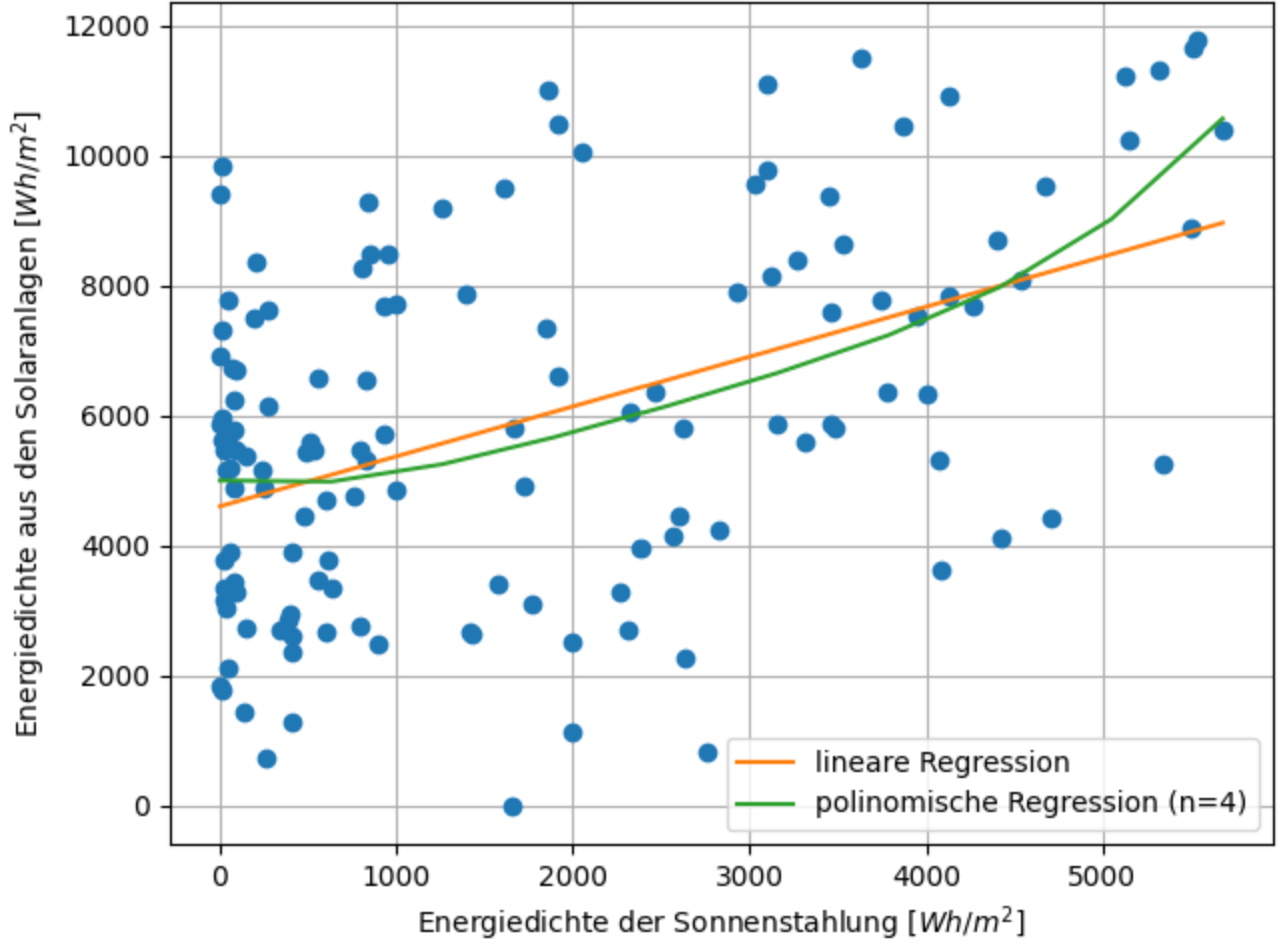 12000
10000
8000
6000
4000
2000
0
Energiedichte aus den Solaranlagen [Wh/m²]
lineare Regression
polinomische Regression (n=4)
0 1000 2000 3000 4000 5000
Energiedichte der Sonnenstahlung [Wh/m²]